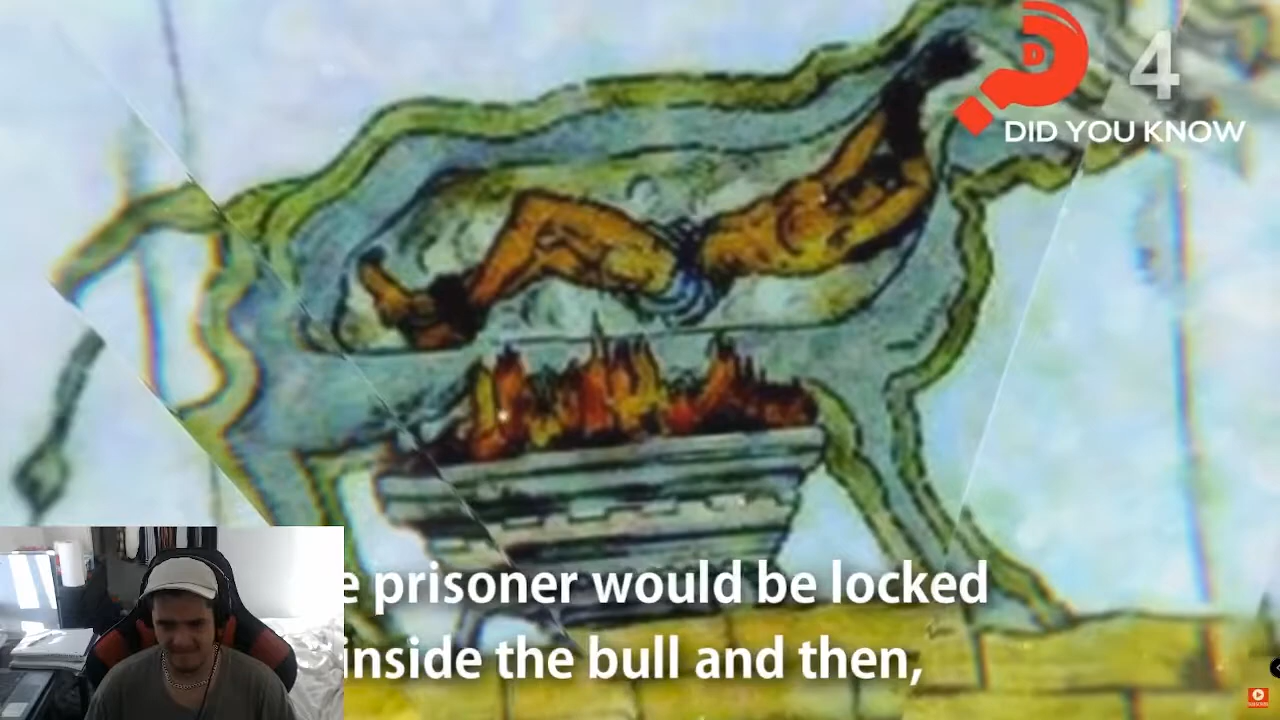 D
4
DID YOU KNOW
e prisoner would be locked
inside the bull and then,